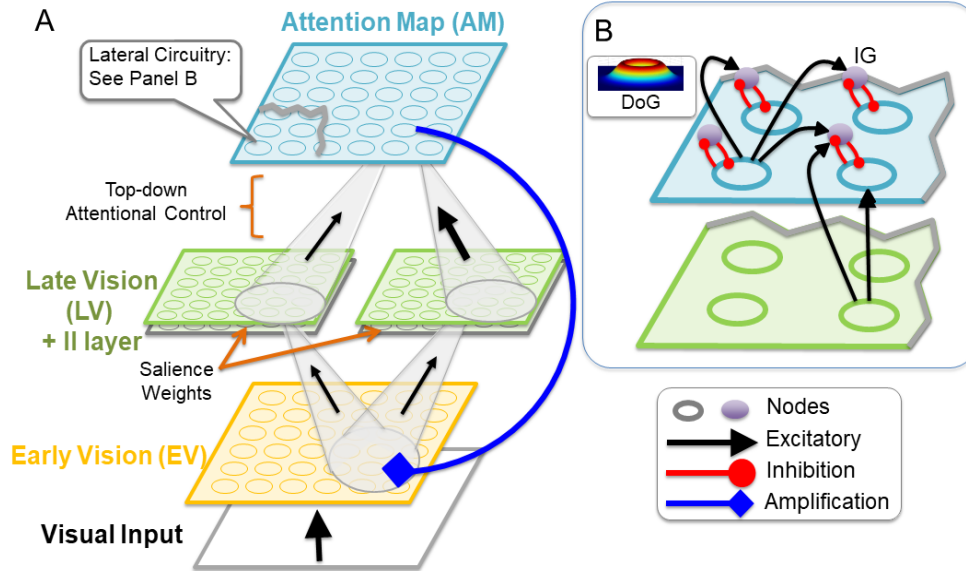 A
Attention Map (AM)
Lateral Circuitry:
See Panel B
Top-down
Attentional Control
Late Vision
(LV)
+ II layer
Salience
Weights
Early Vision (EV)
Visual Input
B
DoG
IG
Nodes
Excitatory
Inhibition
Amplification